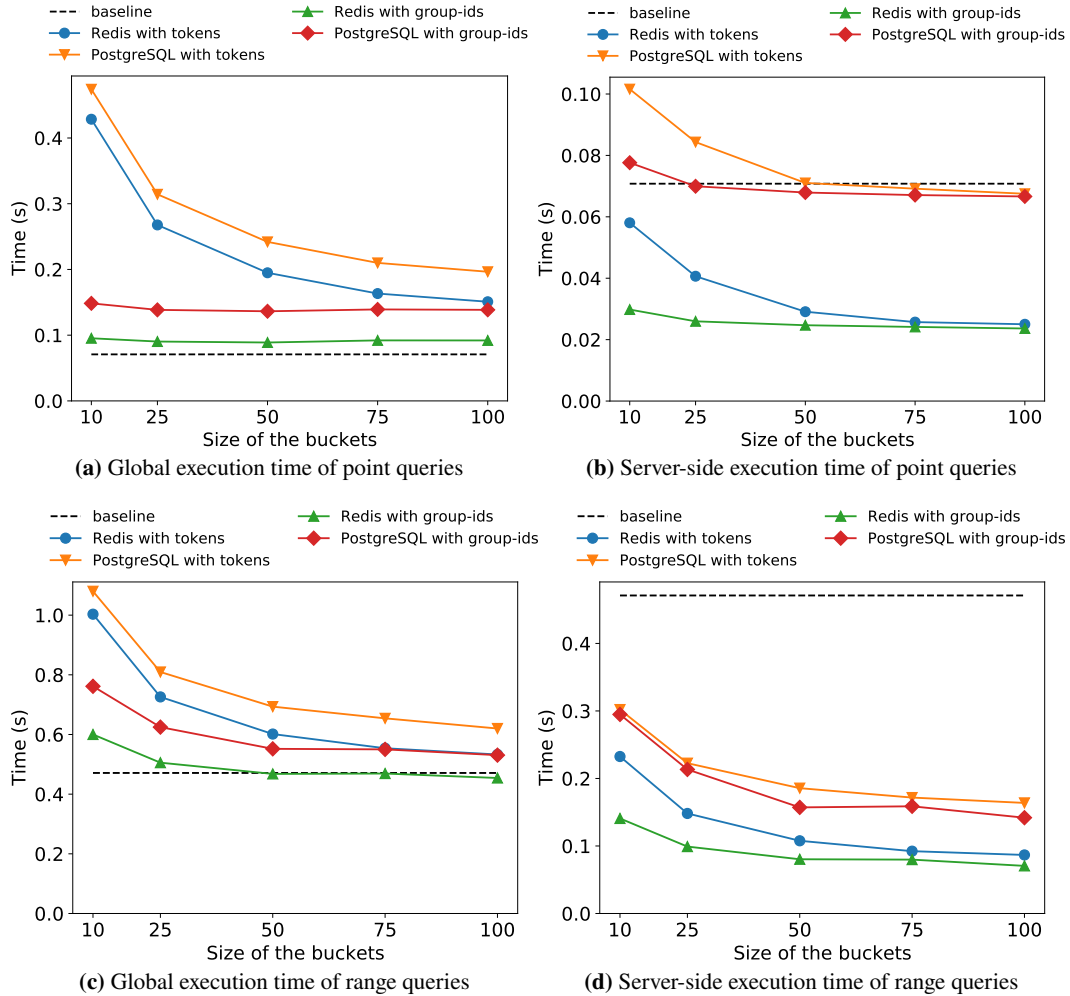 baseline
Redis with tokens
PostgreSQL with tokens
Redis with group-ids
PostgreSQL with group-ids
Time (s)
0.4
0.3
0.2
0.1
0.0
10 25 50 75 100
Size of the buckets
(a) Global execution time of point queries
baseline
Redis with tokens
PostgreSQL with tokens
Redis with group-ids
PostgreSQL with group-ids
Time (s)
0.10
0.08
0.06
0.04
0.02
0.00
10 25 50 75 100
Size of the buckets
(b) Server-side execution time of point queries
baseline
Redis with tokens
PostgreSQL with tokens
Redis with group-ids
PostgreSQL with group-ids
Time (s)
1.0
0.8
0.6
0.4
0.2
0.0
10 25 50 75 100
Size of the buckets
(c) Global execution time of range queries
baseline
Redis with tokens
PostgreSQL with tokens
Redis with group-ids
PostgreSQL with group-ids
Time (s)
0.4
0.3
0.2
0.1
0.0
10 25 50 75 100
Size of the buckets
(d) Server-side execution time of range queries